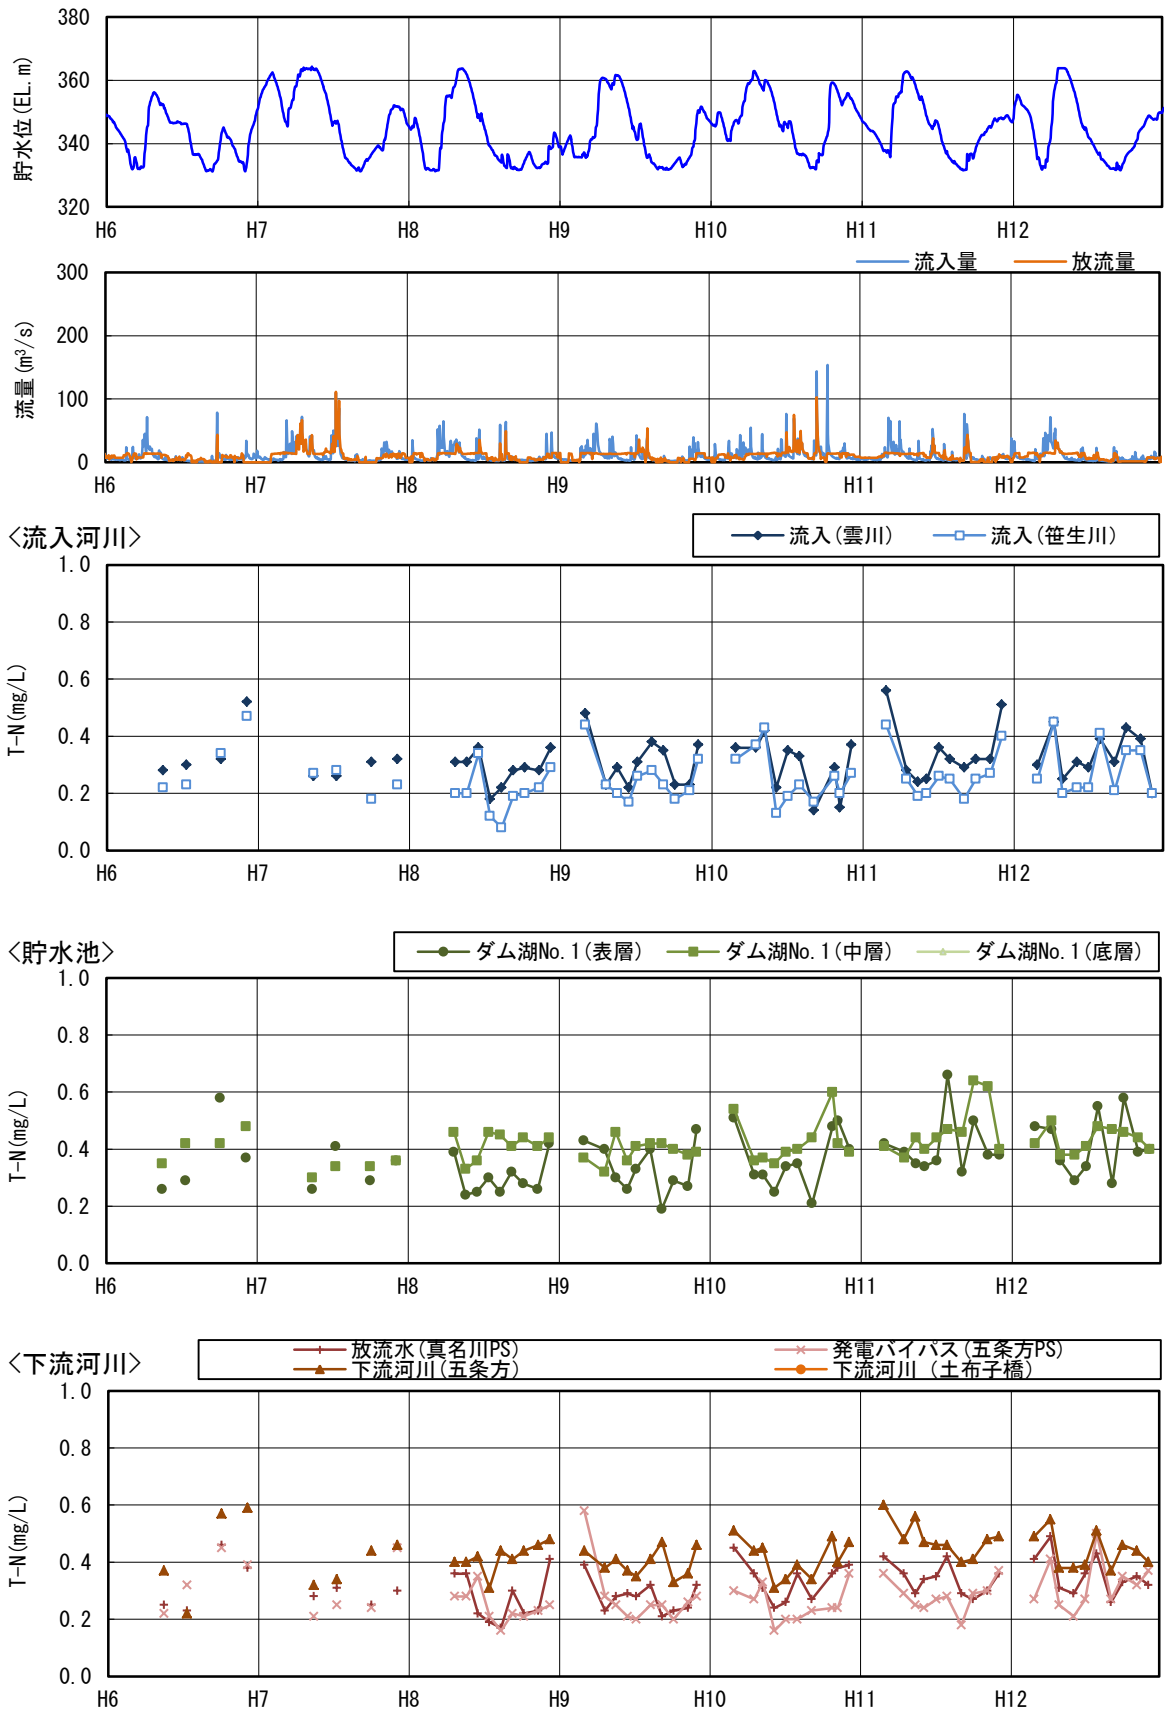 380
360
340
320
貯水位(EL.m)
H6 H7 H8 H9 H10 H11 H12
流入量 放流量
300
200
100
0
流量(m³/s)
H6 H7 H8 H9 H10 H11 H12
<流入河川>
流入(雲川) 流入(笹生川)
1.0
0.8
0.6
0.4
0.2
0.0
T-N(mg/L)
H6 H7 H8 H9 H10 H11 H12
<貯水池>
ダム湖No.1(表層) ダム湖No.1(中層) ダム湖No.1(底層)
1.0
0.8
0.6
0.4
0.2
0.0
T-N(mg/L)
H6 H7 H8 H9 H10 H11 H12
<下流河川>
放流水(真名川PS) 発電バイパス(五条方PS)
下流河川(五条方) 下流河川 (土布子橋)
1.0
0.8
0.6
0.4
0.2
0.0
T-N(mg/L)
H6 H7 H8 H9 H10 H11 H12